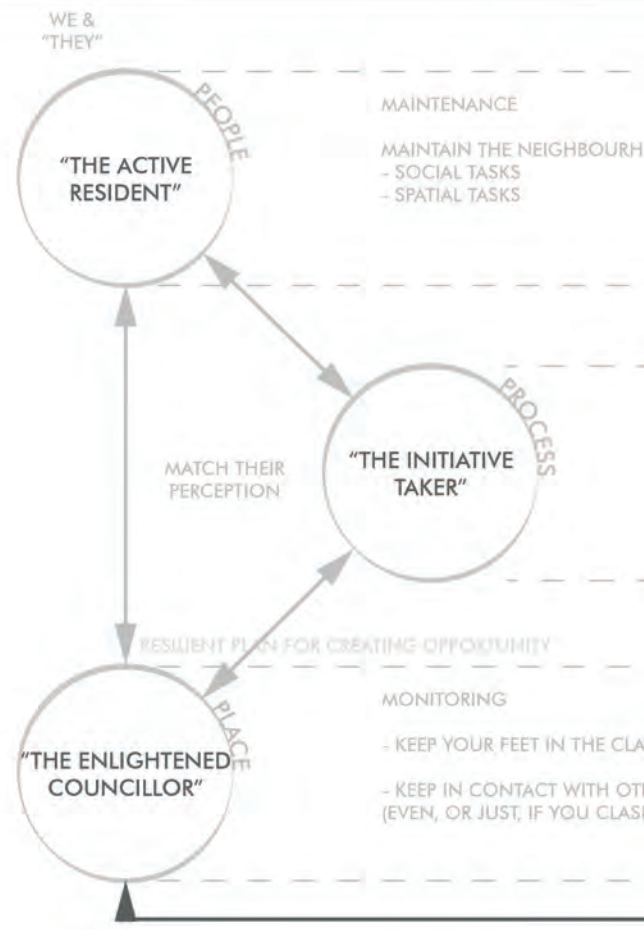 WE &
“THEY”
PEOPLE
“THE ACTIVE
RESIDENT”
MAINTENANCE
MAINTAIN THE NEIGHBOURH
- SOCIAL TASKS
- SPATIAL TASKS
PROCESS
“THE INITIATIVE
TAKER”
MATCH THEIR
PERCEPTION
RESILIENT PLAN FOR CREATING OPPORTUNITY
PLACE
“THE ENLIGHTENED
COUNCILLOR”
MONITORING
- KEEP YOUR FEET IN THE CLA
- KEEP IN CONTACT WITH OT
(EVEN, OR JUST, IF YOU CLAS